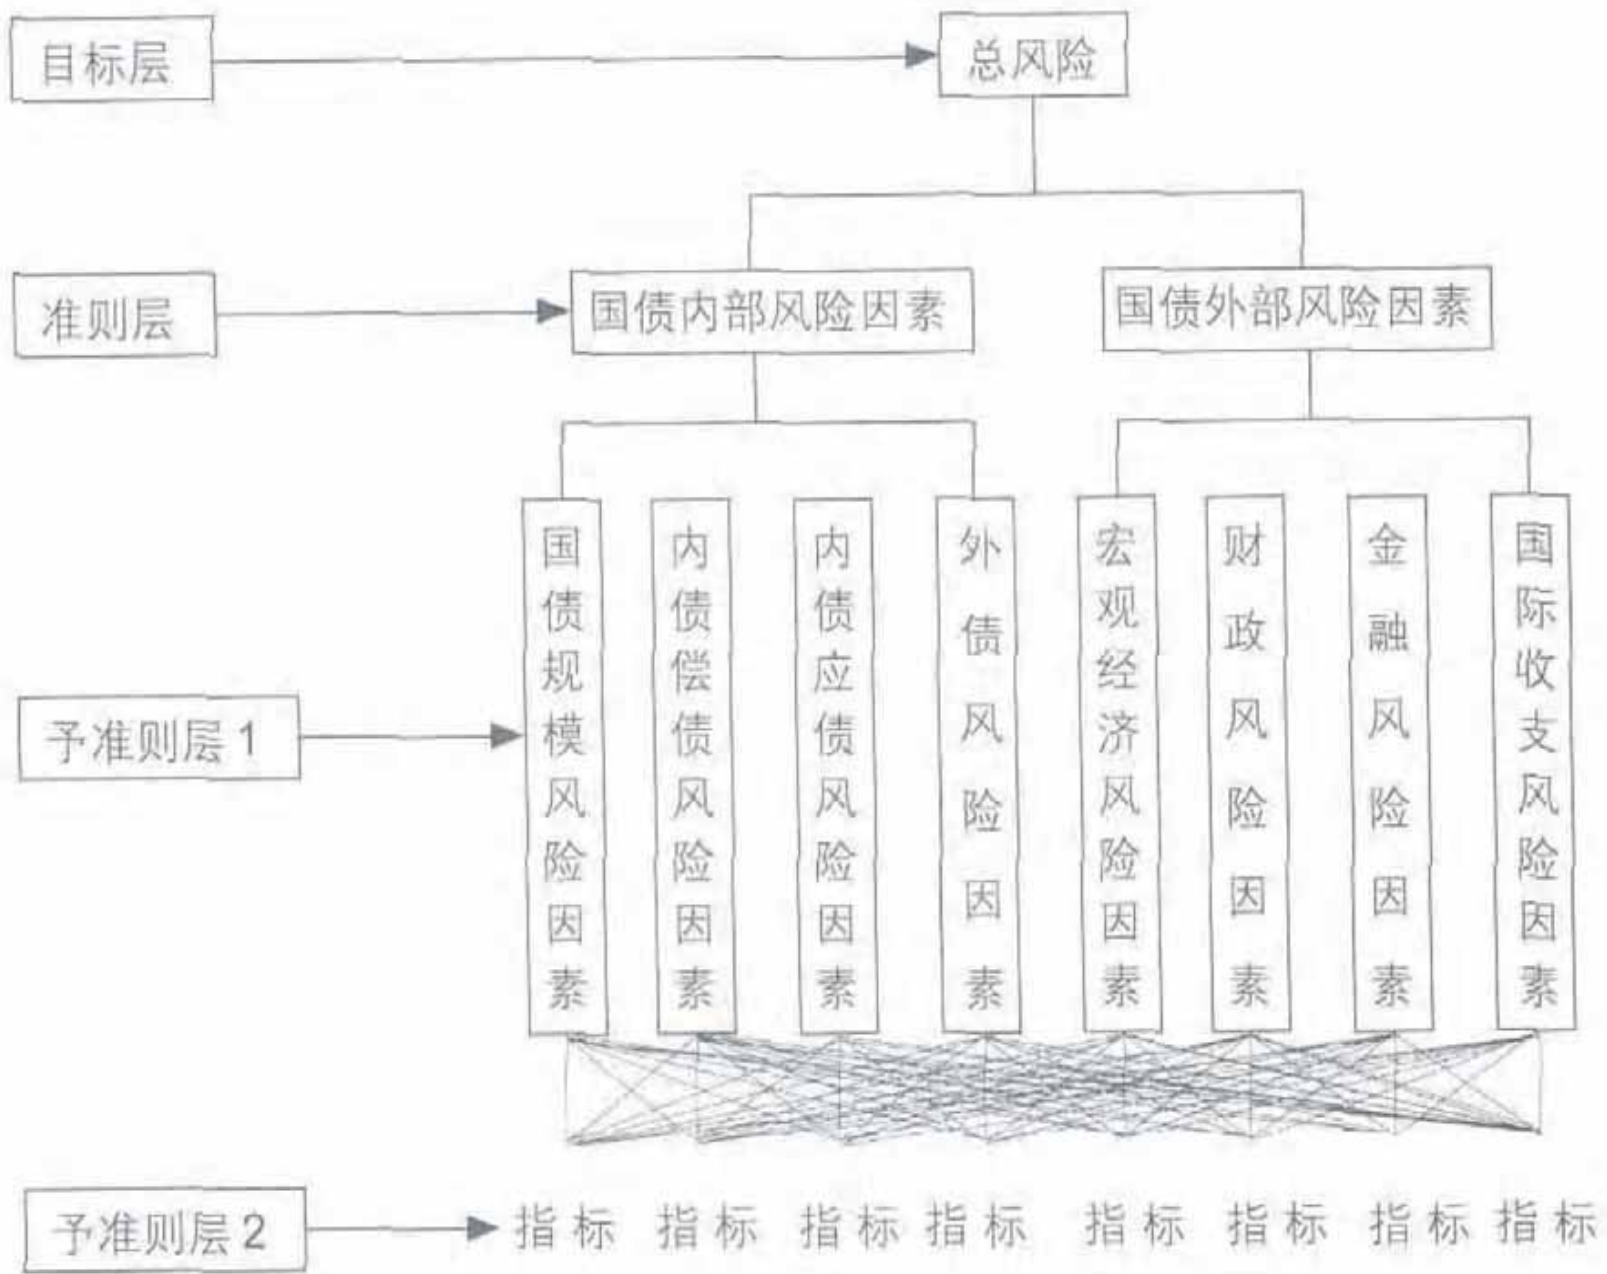 目标层
总风险
准则层
国债内部风险因素
国债外部风险因素
予准则层1
国债规模风险因素
内债偿债风险因素
内债应债风险因素
外债风险因素
宏观经济风险因素
财政风险因素
金融风险因素
国际收支风险因素
予准则层2
指标 指标 指标 指标 指标 指标 指标 指标